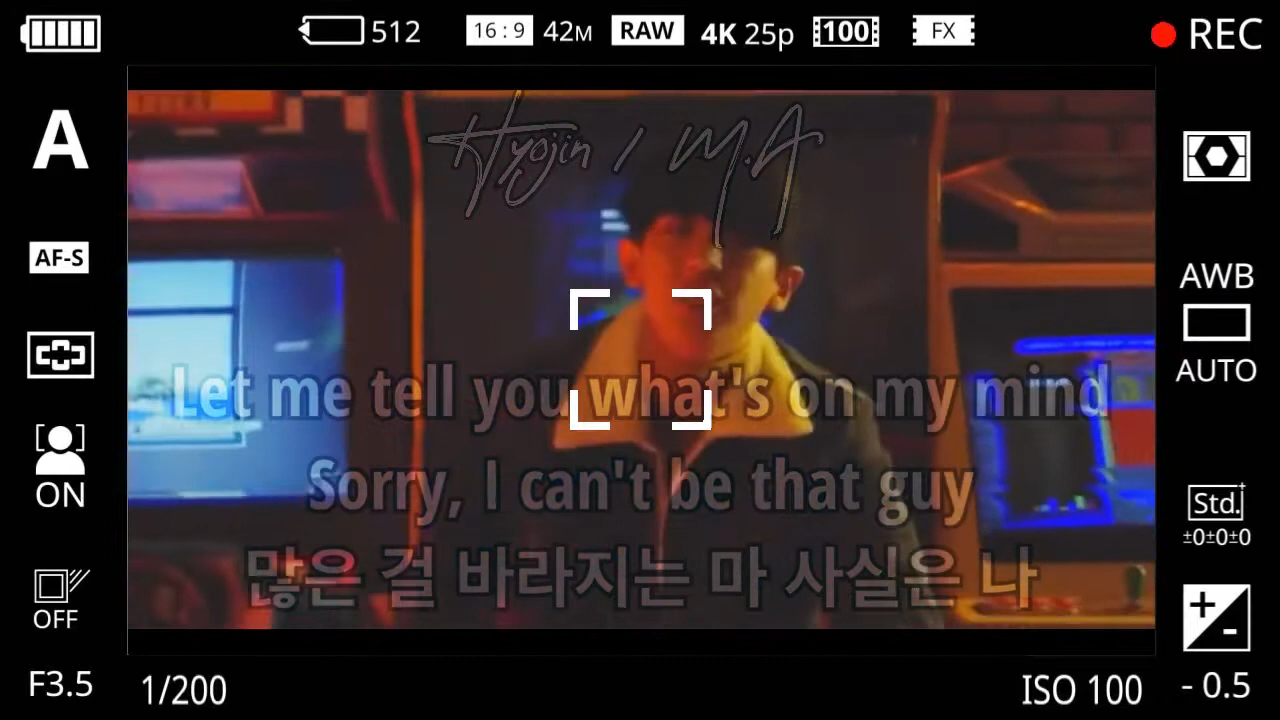 512 16:9 42M RAW 4K 25p 100 FX REC
A
Hyojin / M.A
AF-S
AWB
AUTO
Let me tell you what's on my mind
ON
Sorry, I can't be that guy
Std.+
±0±0±0
많은 걸 바라지는 마 사실은 나
OFF
F3.5 1/200 ISO 100 - 0.5